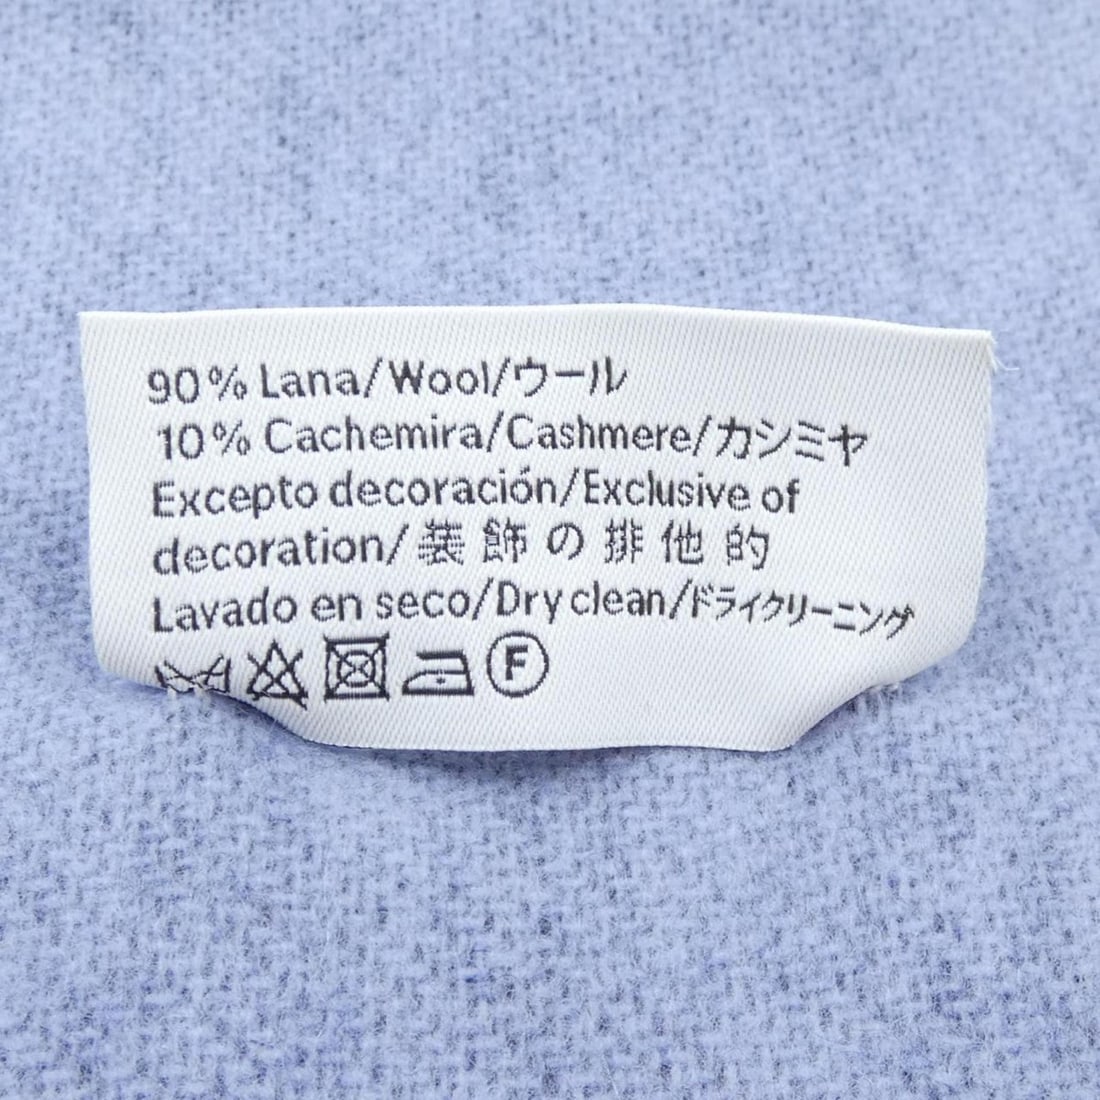 90% Lana/Wool/ウール
10% Cachemira/Cashmere/カシミヤ
Excepto decoración/Exclusive of
decoration/装飾の排他的
Lavado en seco/Dry clean/ドライクリーニング
F